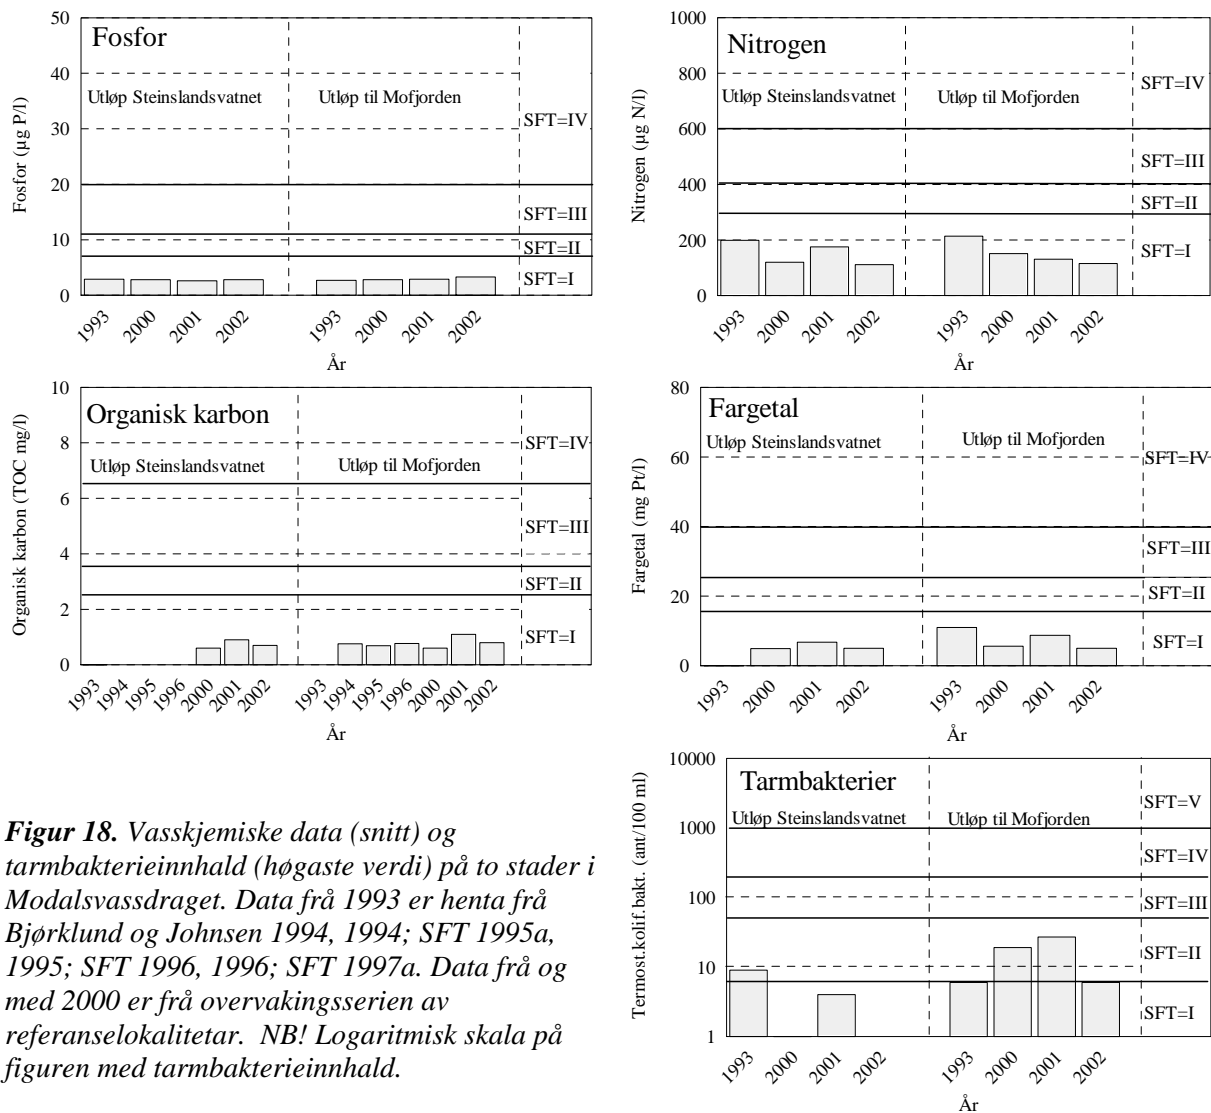 Fosfor
50
40
30
20
10
0
Fosfor (µg P/l)
Utløp Steinslandsvatnet
Utløp til Mofjorden
SFT=IV
SFT=III
SFT=II
SFT=I
1993 2000 2001 2002 1993 2000 2001 2002
År
Nitrogen
1000
800
600
400
200
0
Nitrogen (µg N/l)
Utløp Steinslandsvatnet
Utløp til Mofjorden
SFT=IV
SFT=III
SFT=II
SFT=I
1993 2000 2001 2002 1993 2000 2001 2002
År
Organisk karbon
10
8
6
4
2
0
Organisk karbon (TOC mg/l)
Utløp Steinslandsvatnet
Utløp til Mofjorden
SFT=IV
SFT=III
SFT=II
SFT=I
1993 1994 1995 1996 2000 2001 2002 1993 1994 1995 1996 2000 2001 2002
År
Fargetal
80
60
40
20
0
Fargetal (mg Pt/l)
Utløp Steinslandsvatnet
Utløp til Mofjorden
SFT=IV
SFT=III
SFT=II
SFT=I
1993 2000 2001 2002 1993 2000 2001 2002
År
Tarmbakterier
10000
1000
100
10
1
Termost.kolif.bakt. (ant/100 ml)
Utløp Steinslandsvatnet
Utløp til Mofjorden
SFT=V
SFT=IV
SFT=III
SFT=II
SFT=I
1993 2000 2001 2002 1993 2000 2001 2002
År
Figur 18. Vasskjemiske data (snitt) og
tarmbakterieinnhald (høgaste verdi) på to stader i
Modalsvassdraget. Data frå 1993 er henta frå
Bjørklund og Johnsen 1994, 1994; SFT 1995a,
1995; SFT 1996, 1996; SFT 1997a. Data frå og
med 2000 er frå overvakingsserien av
referanselokalitetar. NB! Logaritmisk skala på
figuren med tarmbakterieinnhald.